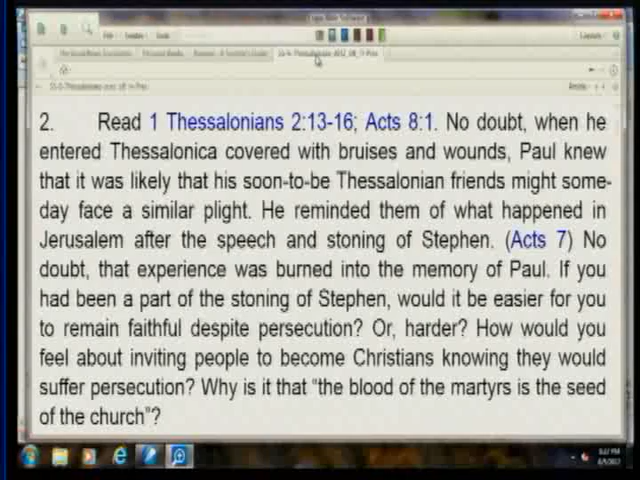 2. Read 1 Thessalonians 2:13-16; Acts 8:1. No doubt, when he
entered Thessalonica covered with bruises and wounds, Paul knew
that it was likely that his soon-to-be Thessalonian friends might some-
day face a similar plight. He reminded them of what happened in
Jerusalem after the speech and stoning of Stephen. (Acts 7) No
doubt, that experience was burned into the memory of Paul. If you
had been a part of the stoning of Stephen, would it be easier for you
to remain faithful despite persecution? Or, harder? How would you
feel about inviting people to become Christians knowing they would
suffer persecution? Why is it that “the blood of the martyrs is the seed
of the church”?